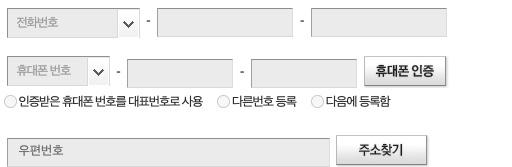 전화번호 - -
휴대폰 번호 - - 휴대폰 인증
인증받은 휴대폰 번호를 대표번호로 사용 다른번호 등록 다음에 등록함
우편번호 주소찾기